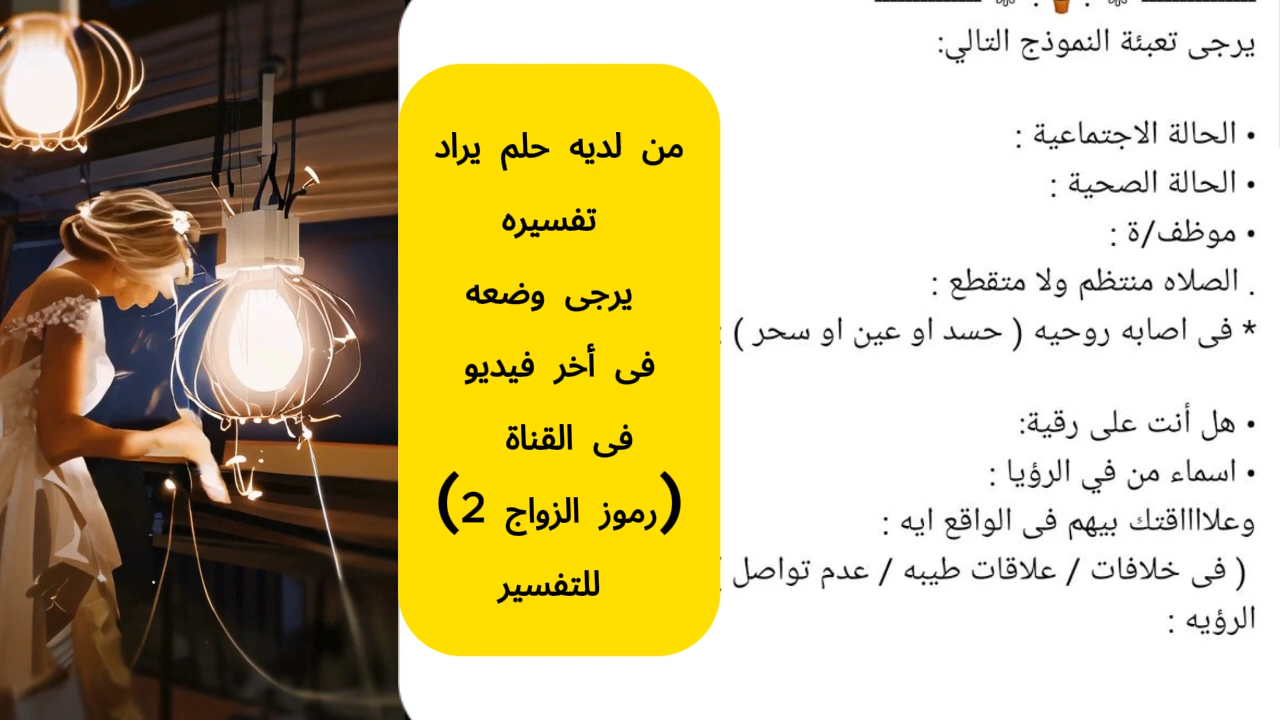 يرجى تعبئة النموذج التالي:
• الحالة الاجتماعية :
• الحالة الصحية :
• موظف/ة :
. الصلاه منتظم ولا متقطع :
* فى اصابه روحيه ( حسد او عين او سحر ) :
• هل أنت على رقية:
• اسماء من في الرؤيا :
وعلااااقتك بيهم فى الواقع ايه :
( فى خلافات / علاقات طيبه / عدم تواصل )
الرؤيه :
من لديه حلم يراد
تفسيره
يرجى وضعه
فى أخر فيديو
فى القناة
(رموز الزواج 2)
للتفسير